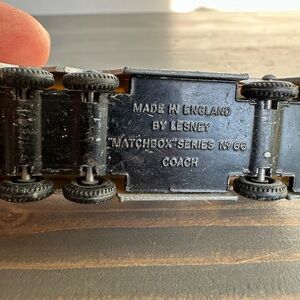 MADE IN ENGLAND
BY LESNEY
"MATCHBOX" SERIES Nº 66
COACH